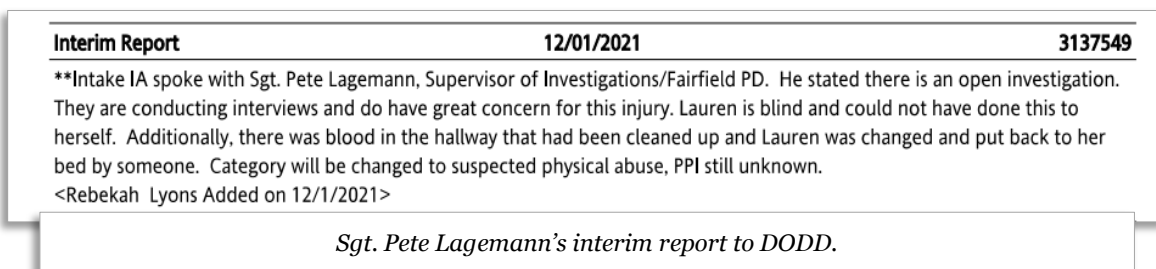 Interim Report 12/01/2021 3137549
**Intake IA spoke with Sgt. Pete Lagemann, Supervisor of Investigations/Fairfield PD.  He stated there is an open investigation.
They are conducting interviews and do have great concern for this injury. Lauren is blind and could not have done this to
herself.  Additionally, there was blood in the hallway that had been cleaned up and Lauren was changed and put back to her
bed by someone.  Category will be changed to suspected physical abuse, PPI still unknown.
<Rebekah  Lyons Added on 12/1/2021>
Sgt. Pete Lagemann’s interim report to DODD.